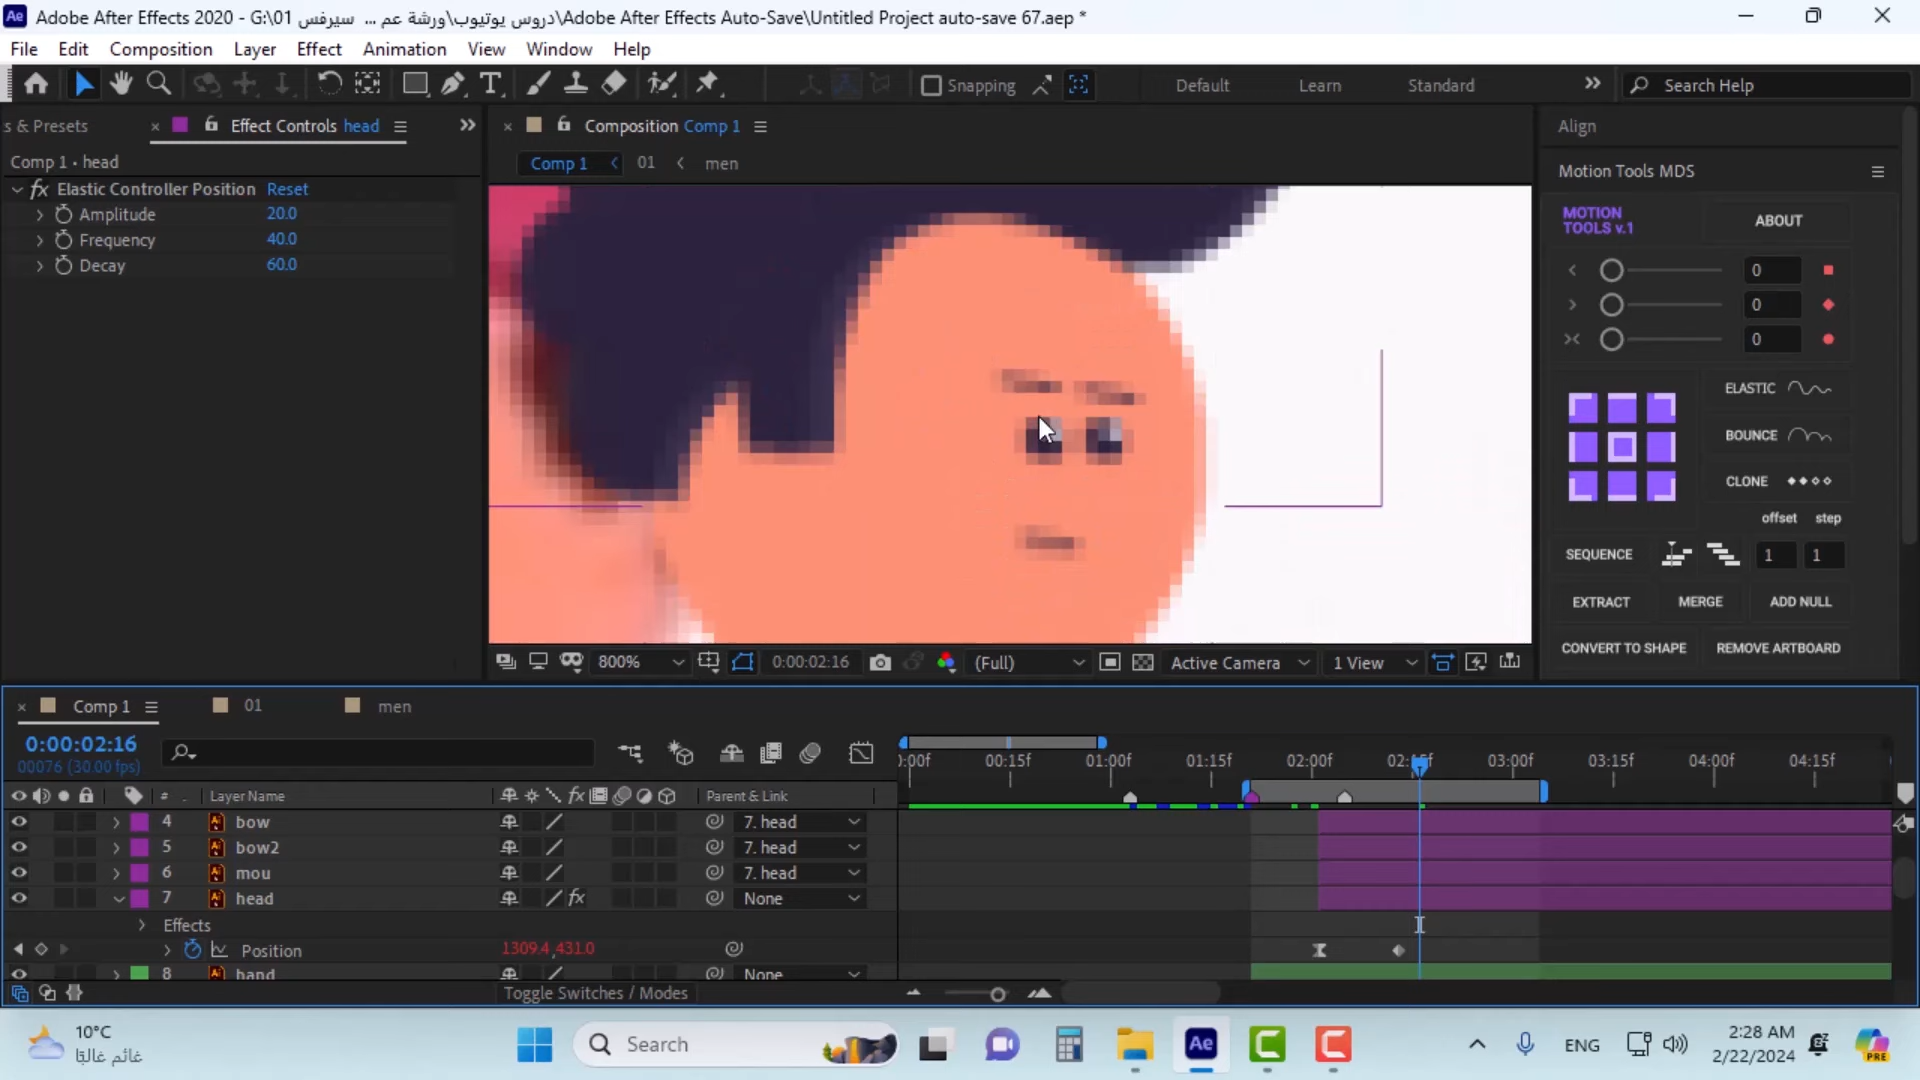 Adobe After Effects 2020 - G:\01 دروس يوتيوب\ورشة عم ... سيرفس\Adobe After Effects Auto-Save\Untitled Project auto-save 67.aep *
File Edit Composition Layer Effect Animation View Window Help
Snapping Default Learn Standard Search Help
s & Presets Effect Controls head
Composition Comp 1
Align
Comp 1 • head
Comp 1 01 men
Motion Tools MDS
fx Elastic Controller Position Reset
Amplitude 20.0
Frequency 40.0
Decay 60.0
MOTION
TOOLS v.1
ABOUT
0
0
0
ELASTIC
BOUNCE
CLONE
offset step
SEQUENCE 1 1
EXTRACT MERGE ADD NULL
CONVERT TO SHAPE REMOVE ARTBOARD
800% 0:00:02:16 (Full) Active Camera 1 View
Comp 1 01 men
0:00:02:16
00076 (30.00 fps)
00f 00:15f 01:00f 01:15f 02:00f 02:15f 03:00f 03:15f 04:00f 04:15f
# Layer Name fx Parent & Link
4 bow 7. head
5 bow2 7. head
6 mou 7. head
7 head fx None
Effects
Position 1309.4,431.0
8 hand None
Toggle Switches / Modes
10°C
غائم غالبًا
Search
ENG
2:28 AM
2/22/2024
PRE